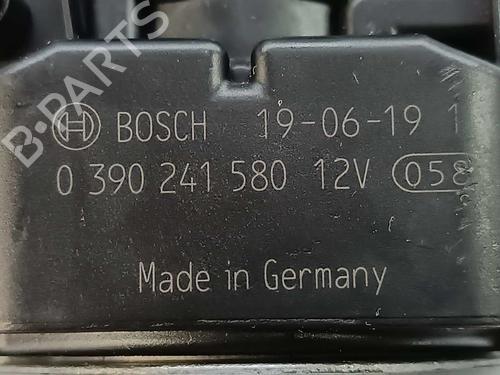 BOSCH 19-06-19 1
0 390 241 580 12V 058
Made in Germany
B-PARTS